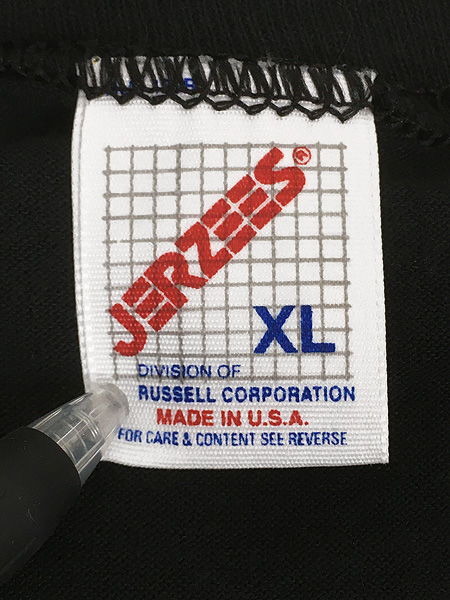 JERZEES®
XL
DIVISION OF
RUSSELL CORPORATION
MADE IN U.S.A.
FOR CARE & CONTENT SEE REVERSE